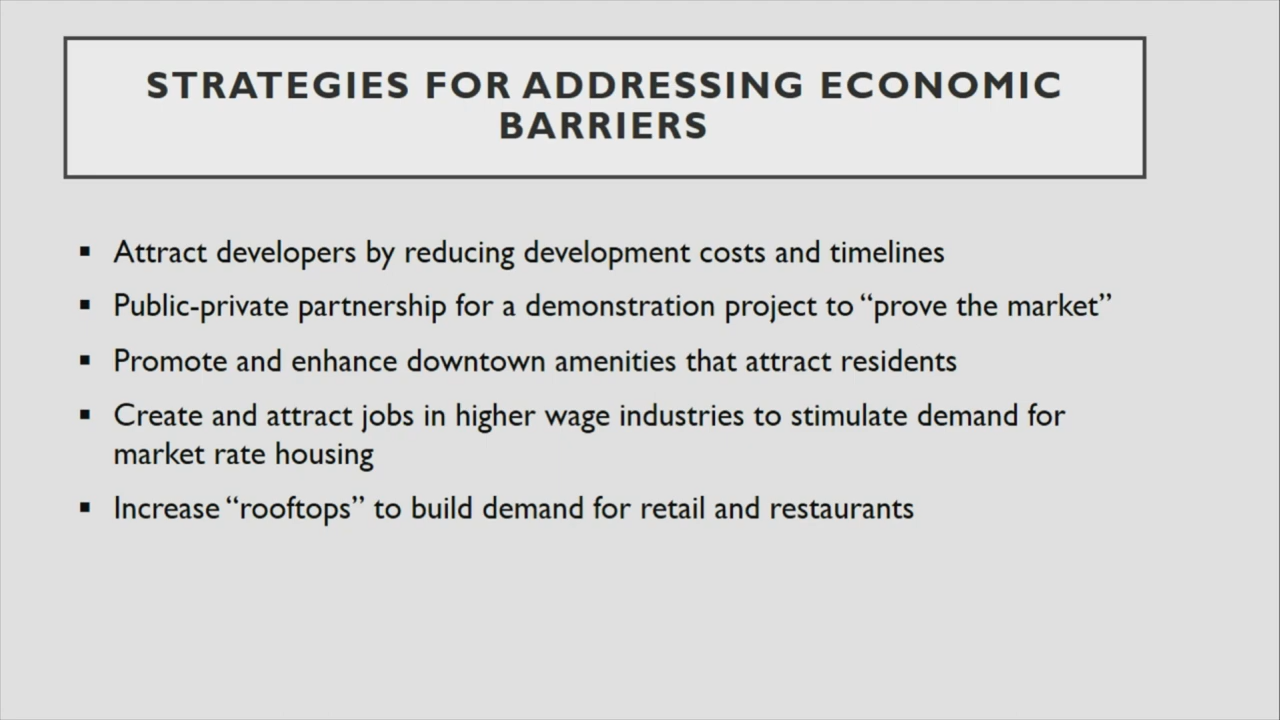 STRATEGIES FOR ADDRESSING ECONOMIC
BARRIERS
▪ Attract developers by reducing development costs and timelines
▪ Public-private partnership for a demonstration project to “prove the market”
▪ Promote and enhance downtown amenities that attract residents
▪ Create and attract jobs in higher wage industries to stimulate demand for
market rate housing
▪ Increase “rooftops” to build demand for retail and restaurants